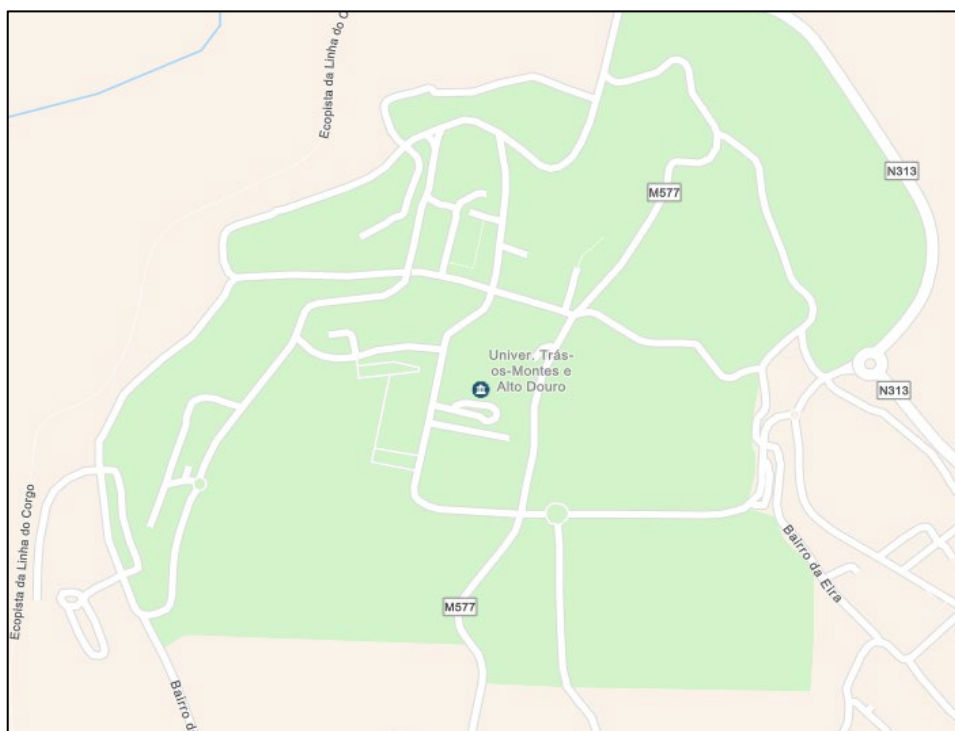 Ecopista da Linha do C
N313
M577
Univer. Trás-
os-Montes e
Alto Douro
N313
Ecopista da Linha do Corgo
Bairro da Eira
M577
Bairro d